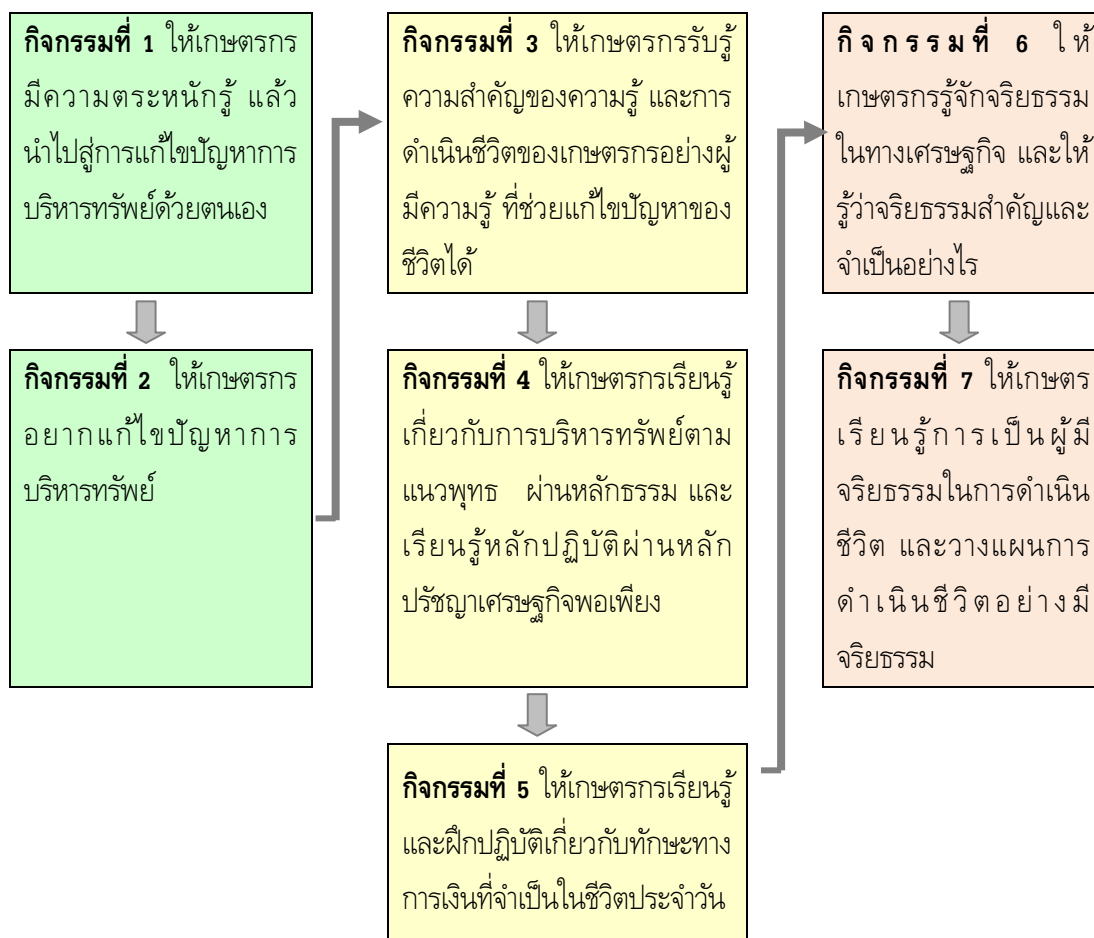 กิจกรรมที่ 1 ให้เกษตรกร
มีความตระหนักรู้ แล้ว
นำไปสู่การแก้ไขปัญหาการ
บริหารทรัพย์ด้วยตนเอง
กิจกรรมที่ 2 ให้เกษตรกร
อยากแก้ไขปัญหาการ
บริหารทรัพย์
กิจกรรมที่ 3 ให้เกษตรกรรับรู้
ความสำคัญของความรู้ และการ
ดำเนินชีวิตของเกษตรกรอย่างผู้
มีความรู้ ที่ช่วยแก้ไขปัญหาของ
ชีวิตได้
กิจกรรมที่ 4 ให้เกษตรกรเรียนรู้
เกี่ยวกับการบริหารทรัพย์ตาม
แนวพุทธ ผ่านหลักธรรม และ
เรียนรู้หลักปฏิบัติผ่านหลัก
ปรัชญาเศรษฐกิจพอเพียง
กิจกรรมที่ 5 ให้เกษตรกรเรียนรู้
และฝึกปฏิบัติเกี่ยวกับทักษะทาง
การเงินที่จำเป็นในชีวิตประจำวัน
กิจกรรมที่ 6 ให้
เกษตรกรรู้จักจริยธรรม
ในทางเศรษฐกิจ และให้
รู้ว่าจริยธรรมสำคัญและ
จำเป็นอย่างไร
กิจกรรมที่ 7 ให้เกษตร
เรียนรู้การเป็นผู้มี
จริยธรรมในการดำเนิน
ชีวิต และวางแผนการ
ดำเนินชีวิตอย่างมี
จริยธรรม